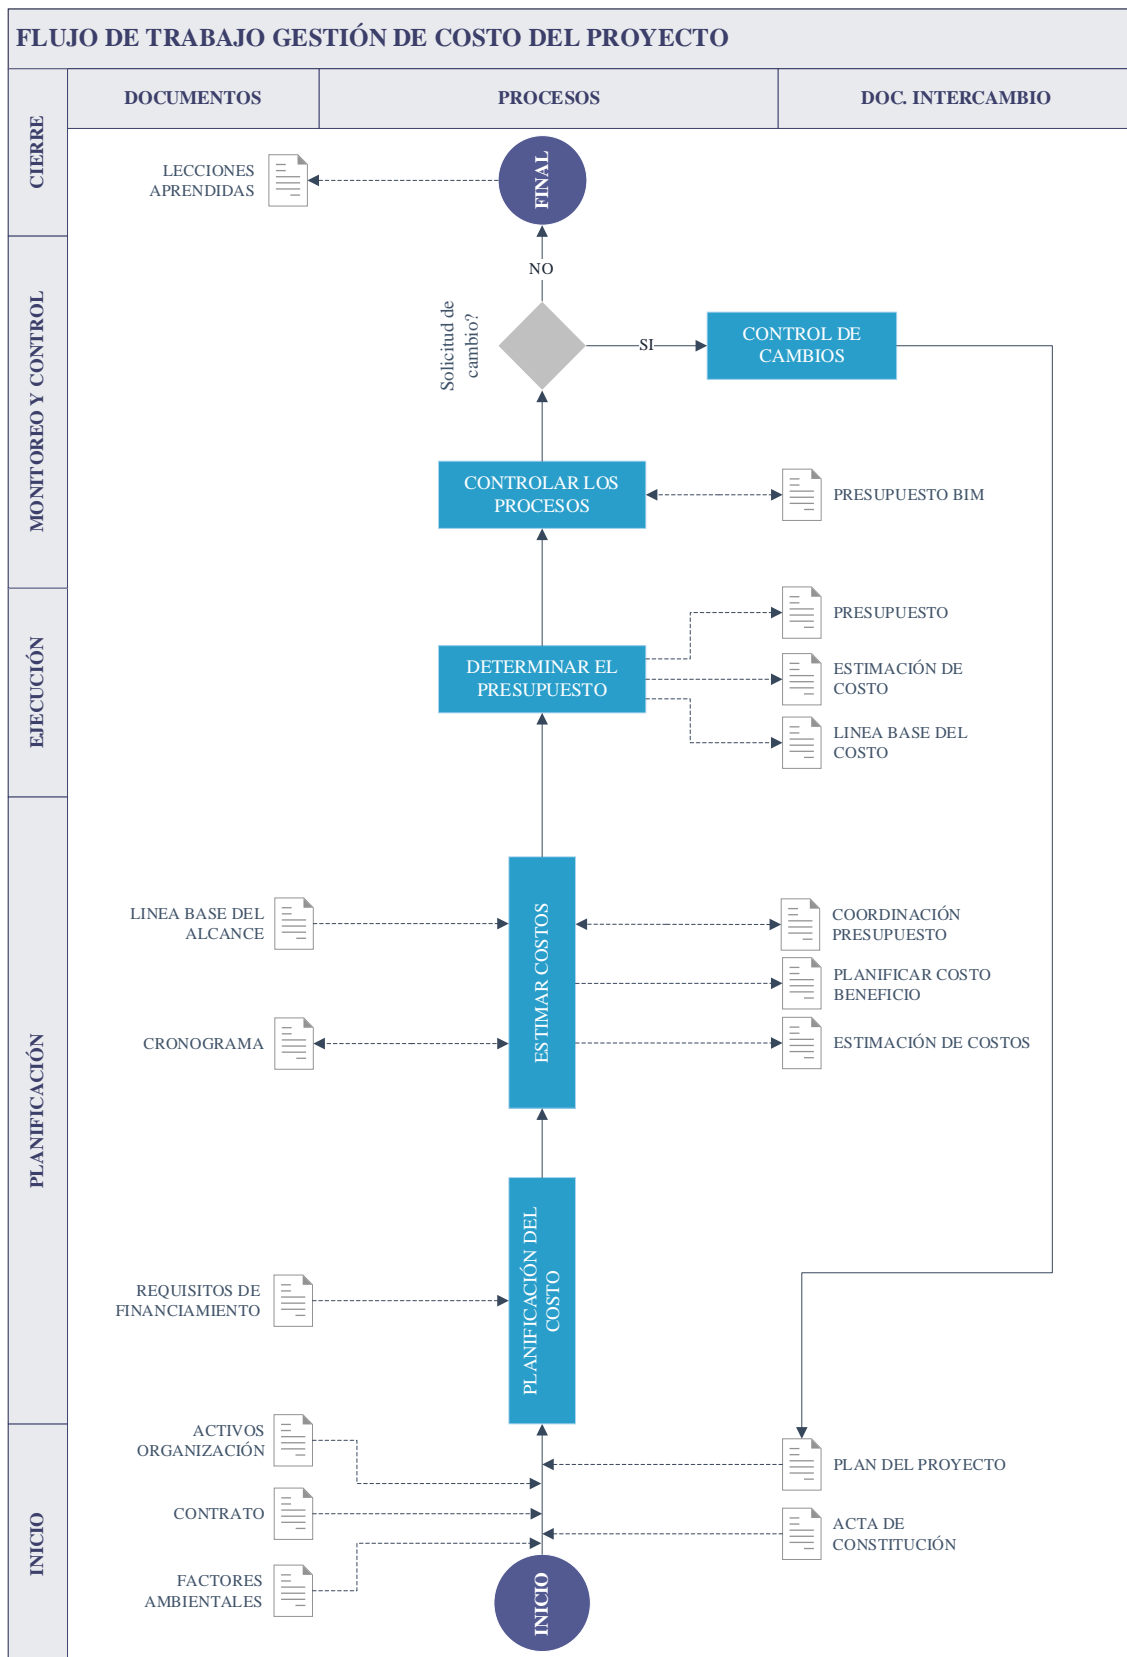 FLUJO DE TRABAJO GESTIÓN DE COSTO DEL PROYECTO
DOCUMENTOS
PROCESOS
DOC. INTERCAMBIO
CIERRE
LECCIONES
APRENDIDAS
FINAL
NO
MONITOREO Y CONTROL
Solicitud de
cambio?
SI
CONTROL DE
CAMBIOS
CONTROLAR LOS
PROCESOS
PRESUPUESTO BIM
EJECUCIÓN
DETERMINAR EL
PRESUPUESTO
PRESUPUESTO
ESTIMACIÓN DE
COSTO
LINEA BASE DEL
COSTO
PLANIFICACIÓN
LINEA BASE DEL
ALCANCE
CRONOGRAMA
ESTIMAR COSTOS
COORDINACIÓN
PRESUPUESTO
PLANIFICAR COSTO
BENEFICIO
ESTIMACIÓN DE COSTOS
REQUISITOS DE
FINANCIAMIENTO
PLANIFICACIÓN DEL
COSTO
INICIO
ACTIVOS
ORGANIZACIÓN
CONTRATO
FACTORES
AMBIENTALES
INICIO
PLAN DEL PROYECTO
ACTA DE
CONSTITUCIÓN